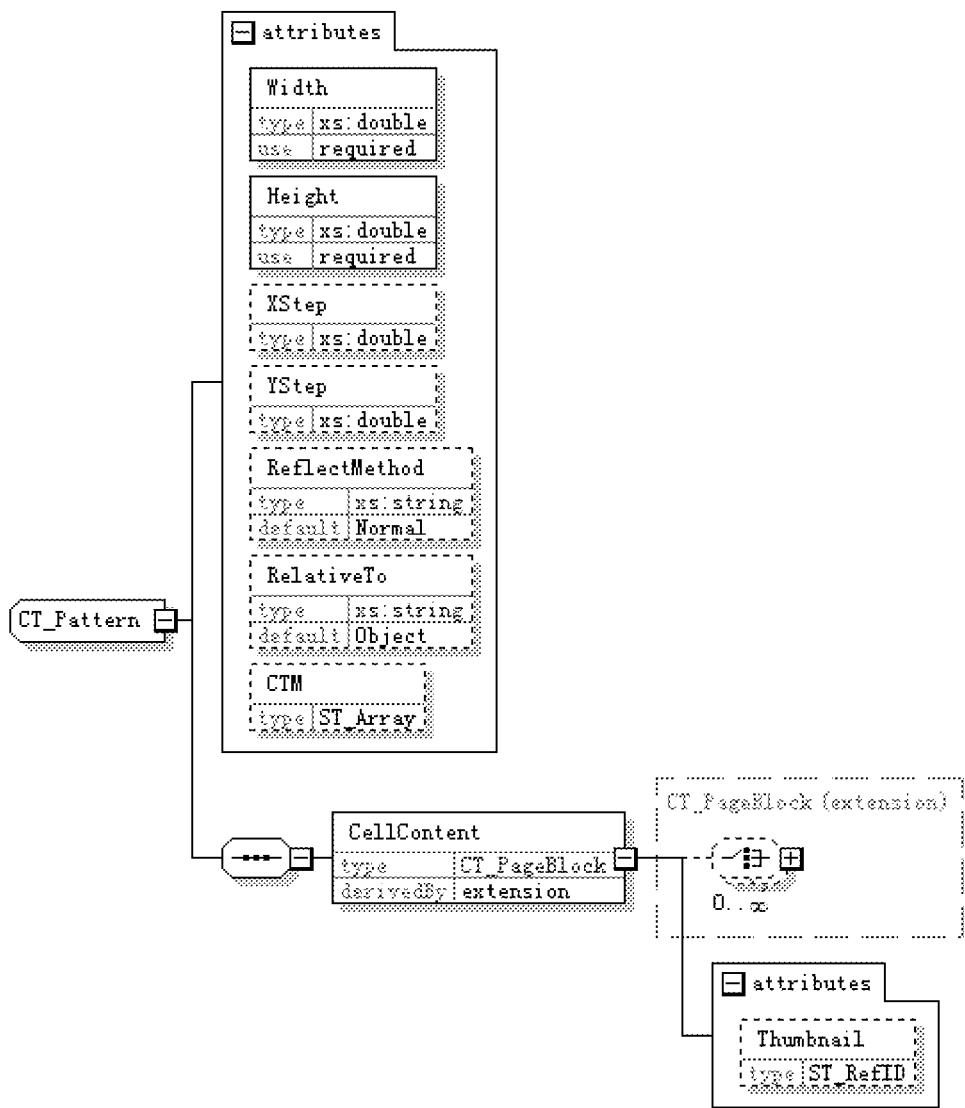 attributes
Width
type xs:double
use required
Height
type xs:double
use required
XStep
type xs:double
YStep
type xs:double
ReflectMethod
type xs:string
default Normal
RelativeTo
type xs:string
default Object
CTM
type ST_Array
CT_Pattern
CellContent
type CT_PageBlock
derivedBy extension
CT_PageBlock (extension)
0..∞
attributes
Thumbnail
type ST_RefID